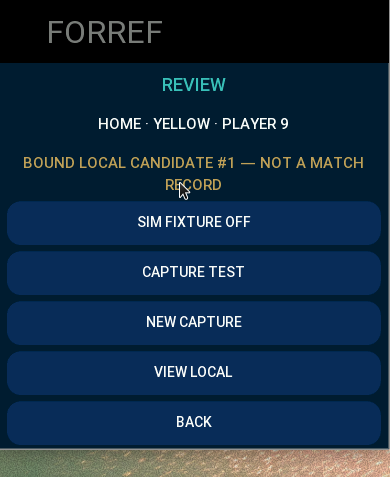 FORREF
REVIEW
HOME · YELLOW · PLAYER 9
BOUND LOCAL CANDIDATE #1 — NOT A MATCH
RECORD
SIM FIXTURE OFF
CAPTURE TEST
NEW CAPTURE
VIEW LOCAL
BACK